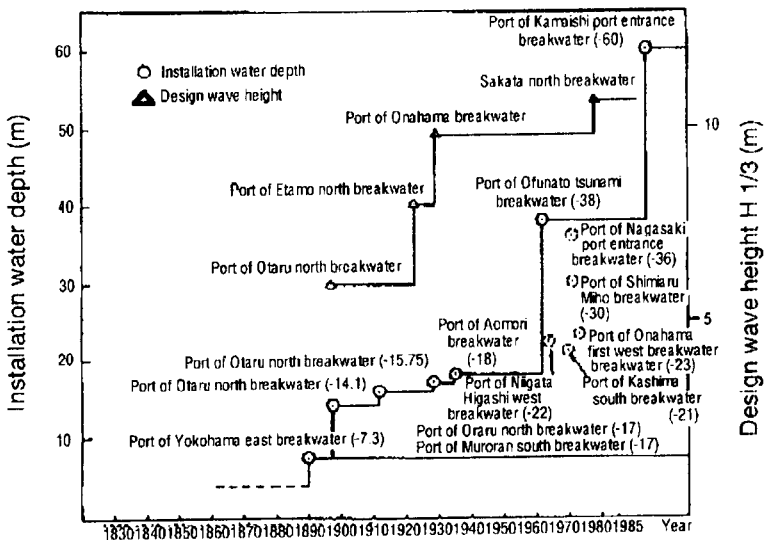 Port of Kamaishi port entrance
breakwater (-60)
60
Installation water depth
Design wave height
Sakata north breakwater
Port of Onahama breakwater
50
10
Port of Etamo north breakwater
Port of Ofunato tsunami
breakwater (-38)
40
Port of Nagasaki
port entrance
breakwater (-36)
Port of Otaru north breakwater
30
Port of Shimiaru
Miho breakwater
(-30)
5
Port of Aomori
breakwater
(-18)
Port of Onahama
first west breakwater
breakwater (-23)
Port of Otaru north breakwater (-15.75)
20
Port of Otaru north breakwater (-14.1)
Port of Niigata
Higashi west
breakwater (-22)
Port of Kashima
south breakwater
(-21)
Port of Oraru north breakwater (-17)
Port of Muroran south breakwater (-17)
10
Port of Yokohama east breakwater (-7.3)
1830 1840 1850 1860 1870 1880 1890 1900 1910 1920 1930 1940 1950 1960 1970 1980 1985 Year
Installation water depth (m)
Design wave height H 1/3 (m)